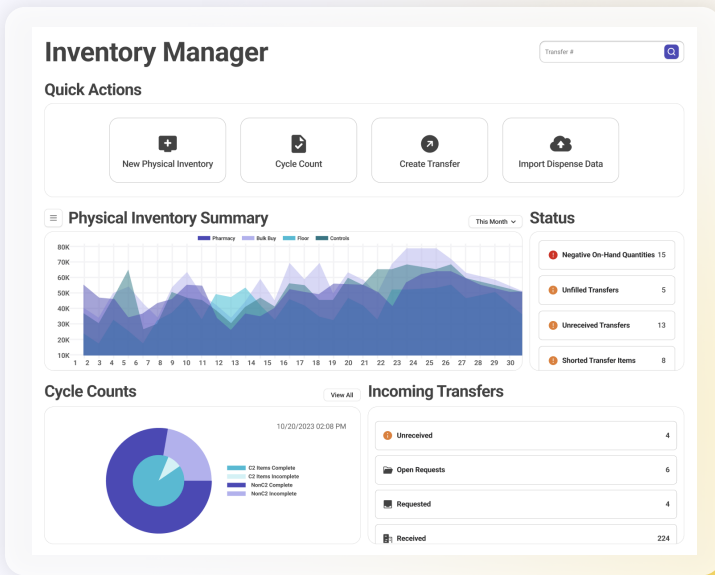 Inventory Manager
Transfer #
Quick Actions
New Physical Inventory
Cycle Count
Create Transfer
Import Dispense Data
Physical Inventory Summary
This Month
Pharmacy Bulk Buy Floor Controls
80K
70K
60K
50K
40K
30K
20K
10K
1 2 3 4 5 6 7 8 9 10 11 12 13 14 15 16 17 18 19 20 21 22 23 24 25 26 27 28 29 30
Status
Negative On-Hand Quantities 15
Unfilled Transfers 5
Unreceived Transfers 13
Shorted Transfer Items 8
Cycle Counts
View All
10/20/2023 02:08 PM
C2 Items Complete
C2 Items Incomplete
NonC2 Complete
NonC2 Incomplete
Incoming Transfers
Unreceived 4
Open Requests 6
Requested 4
Received 224